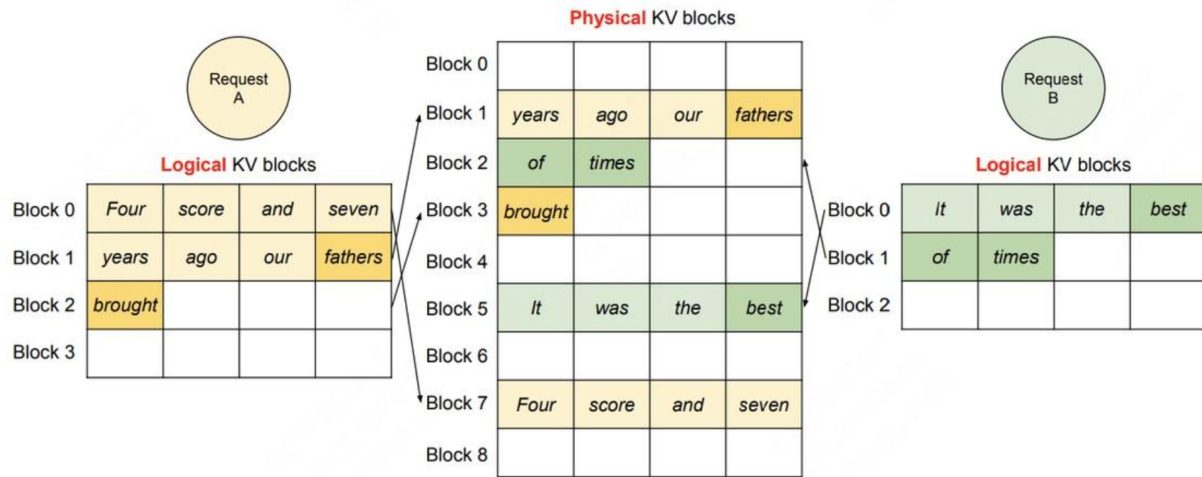 Physical KV blocks
Request
A
Logical KV blocks
Block 0 Four score and seven
Block 1 years ago our fathers
Block 2 brought
Block 3
Block 0
Block 1 years ago our fathers
Block 2 of times
Block 3 brought
Block 4
Block 5 It was the best
Block 6
Block 7 Four score and seven
Block 8
Request
B
Logical KV blocks
Block 0 It was the best
Block 1 of times
Block 2